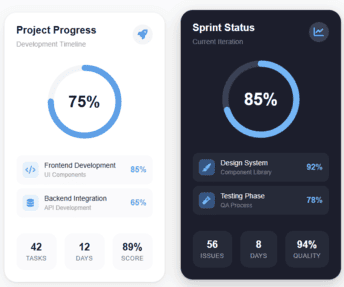 Project Progress
Development Timeline
75%
Frontend Development
UI Components
85%
Backend Integration
API Development
65%
42
TASKS
12
DAYS
89%
SCORE
Sprint Status
Current Iteration
85%
Design System
Component Library
92%
Testing Phase
QA Process
78%
56
ISSUES
8
DAYS
94%
QUALITY